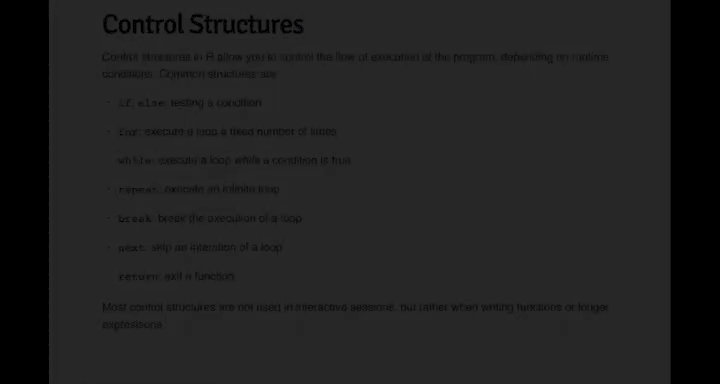 Control Structures
Control structures in R allow you to control the flow of execution of the program, depending on runtime
conditions. Common structures are
· if, else: testing a condition
· for: execute a loop a fixed number of times
while: execute a loop while a condition is true
· repeat: execute an infinite loop
· break: break the execution of a loop
· next: skip an interation of a loop
return: exit a function
Most control structures are not used in interactive sessions, but rather when writing functions or longer
expressions.